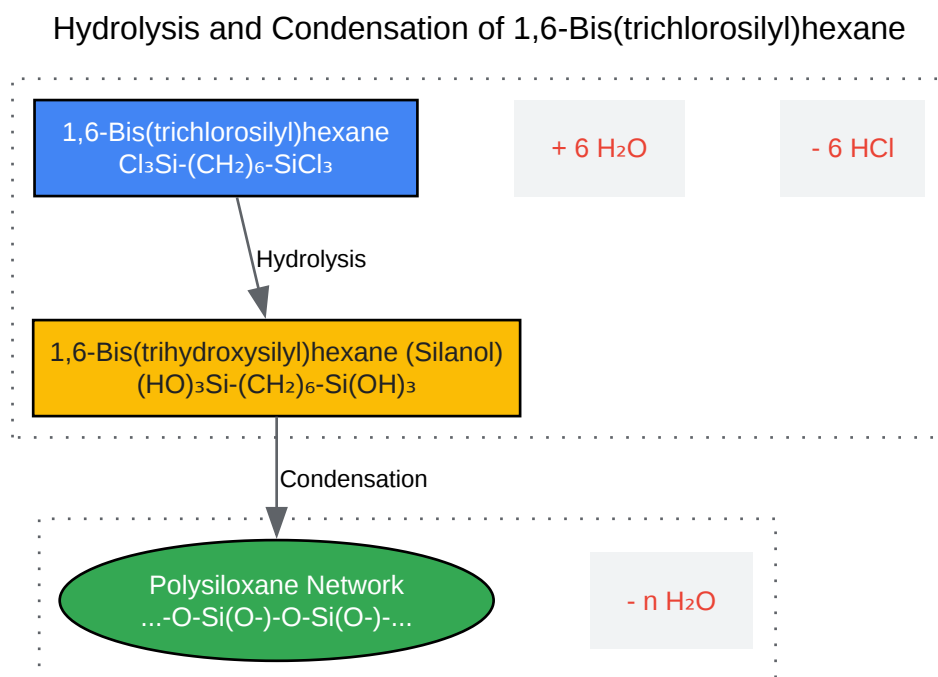 Hydrolysis and Condensation of 1,6-Bis(trichlorosilyl)hexane
1,6-Bis(trichlorosilyl)hexane
Cl₃Si-(CH₂)₆-SiCl₃
+ 6 H₂O
- 6 HCl
Hydrolysis
1,6-Bis(trihydroxysilyl)hexane (Silanol)
(HO)₃Si-(CH₂)₆-Si(OH)₃
Condensation
Polysiloxane Network
...-O-Si(O-)-O-Si(O-)-...
- n H₂O